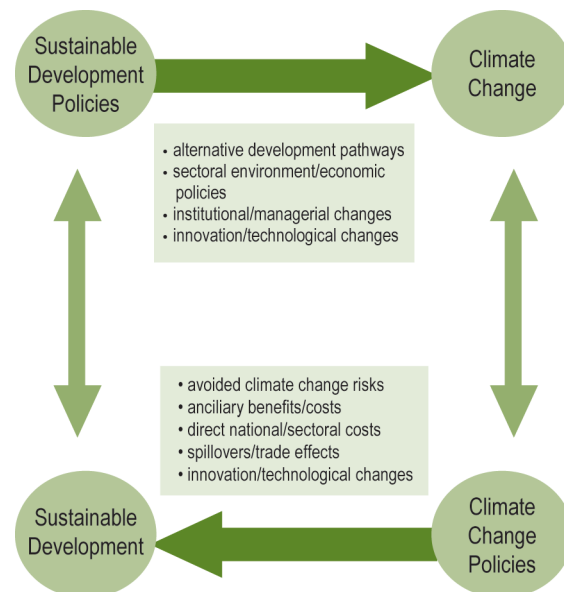 Sustainable
Development
Policies
Climate
Change
• alternative development pathways
• sectoral environment/economic
policies
• institutional/managerial changes
• innovation/technological changes
• avoided climate change risks
• ancillary benefits/costs
• direct national/sectoral costs
• spillovers/trade effects
• innovation/technological changes
Sustainable
Development
Climate
Change
Policies